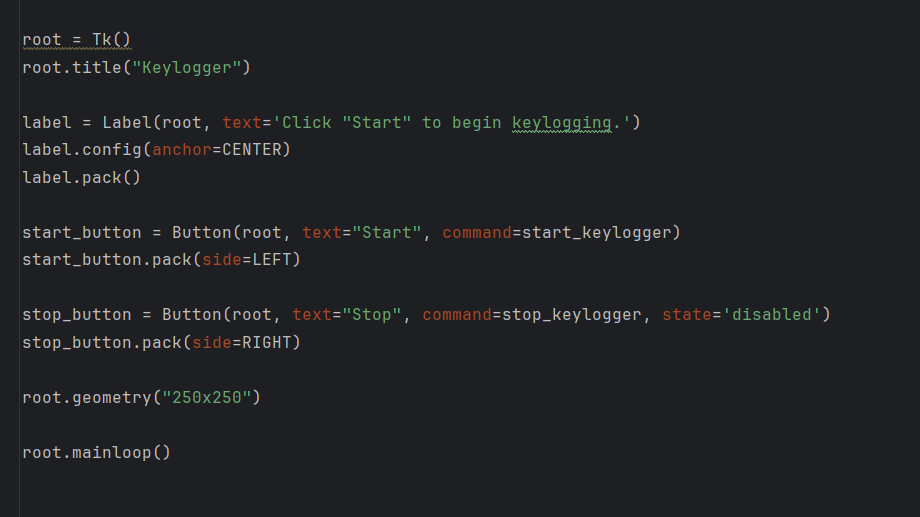 root = Tk()
root.title("Keylogger")
label = Label(root, text='Click "Start" to begin keylogging.')
label.config(anchor=CENTER)
label.pack()
start_button = Button(root, text="Start", command=start_keylogger)
start_button.pack(side=LEFT)
stop_button = Button(root, text="Stop", command=stop_keylogger, state='disabled')
stop_button.pack(side=RIGHT)
root.geometry("250x250")
root.mainloop()